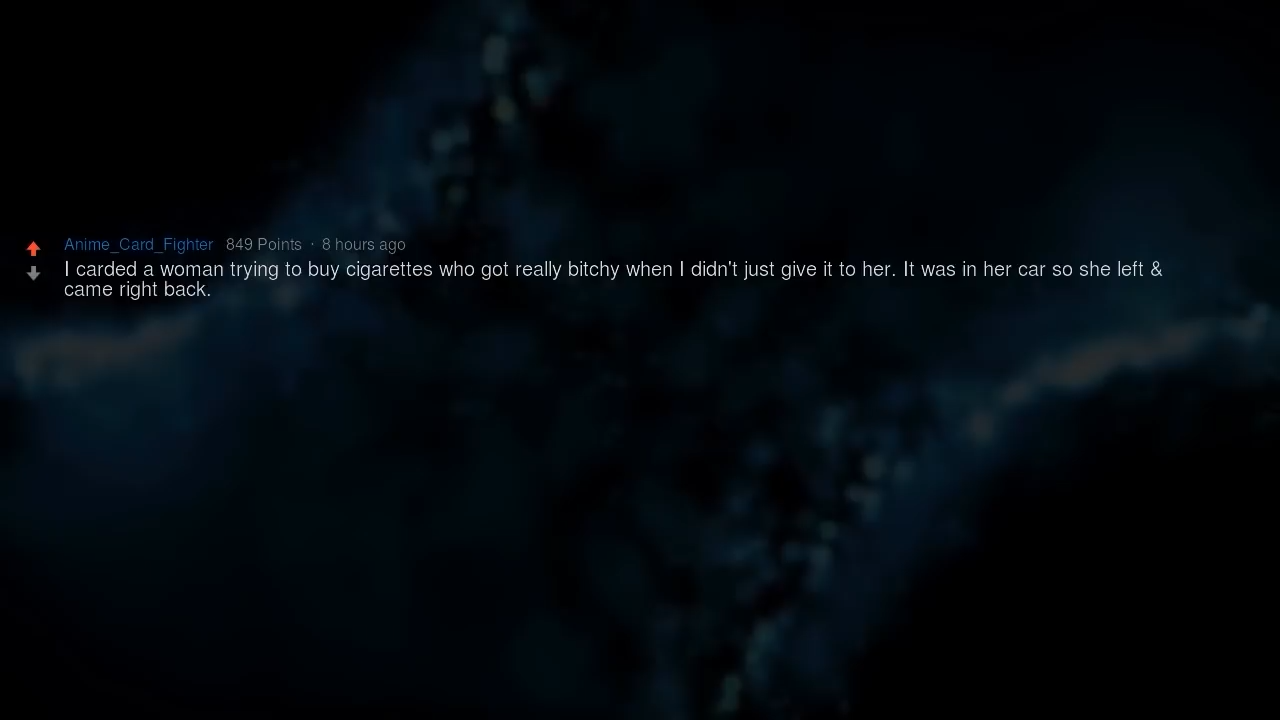 Anime_Card_Fighter 849 Points · 8 hours ago
I carded a woman trying to buy cigarettes who got really bitchy when I didn't just give it to her. It was in her car so she left &
came right back.